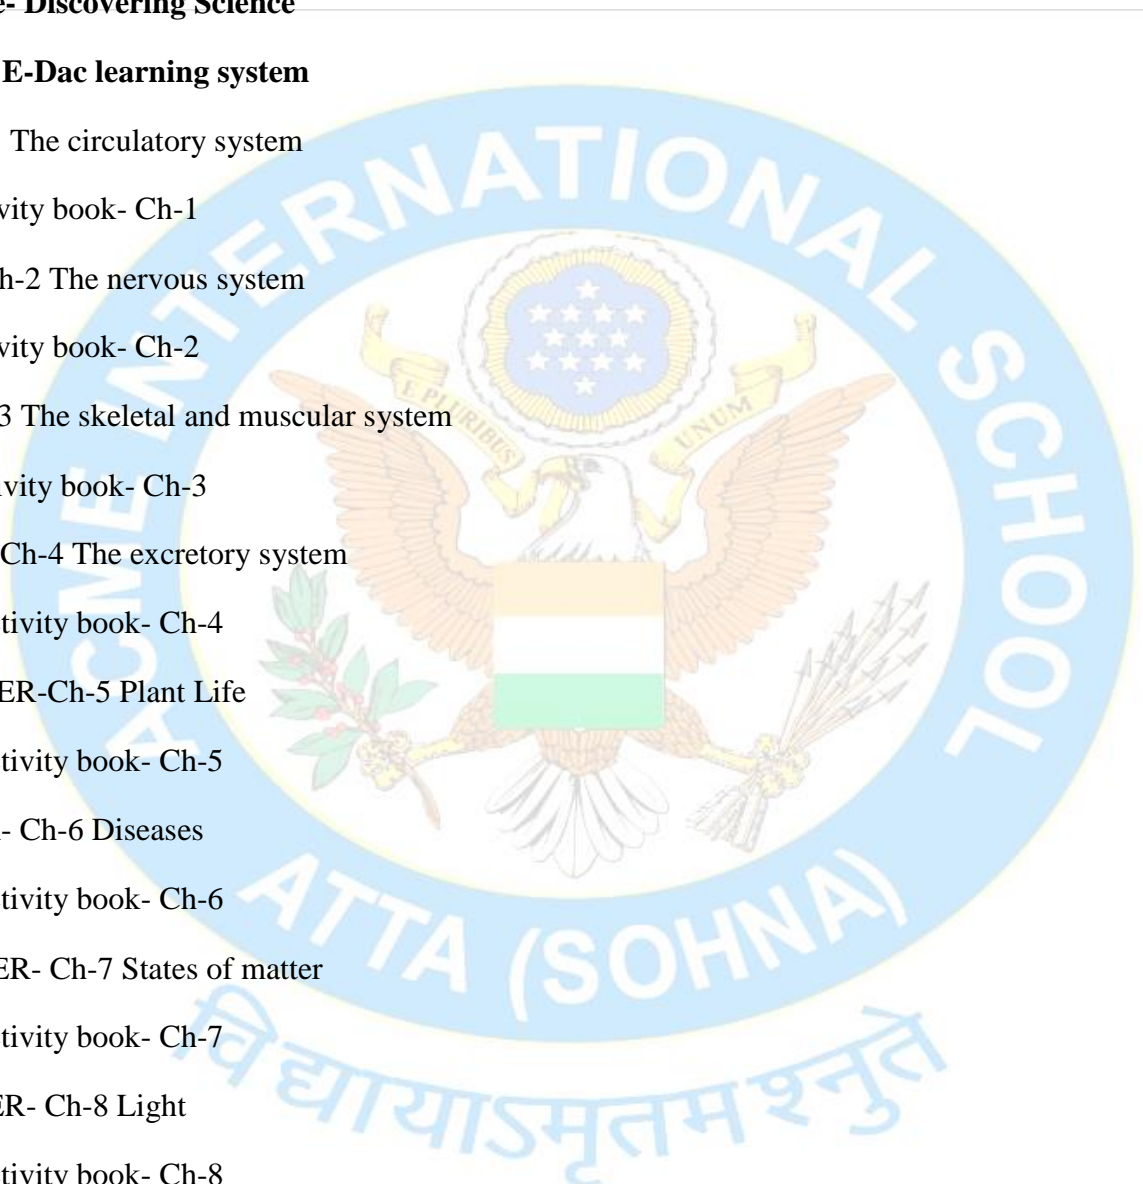 e- Discovering Science
E-Dac learning system
The circulatory system
vity book- Ch-1
h-2 The nervous system
vity book- Ch-2
3 The skeletal and muscular system
ivity book- Ch-3
Ch-4 The excretory system
tivity book- Ch-4
ER-Ch-5 Plant Life
tivity book- Ch-5
- Ch-6 Diseases
tivity book- Ch-6
ER- Ch-7 States of matter
tivity book- Ch-7
ER- Ch-8 Light
tivity book- Ch-8
ACME INTERNATIONAL SCHOOL
E PLURIBUS UNUM
ATTA (SOHNA)
विद्यायाऽमृतमश्नुते